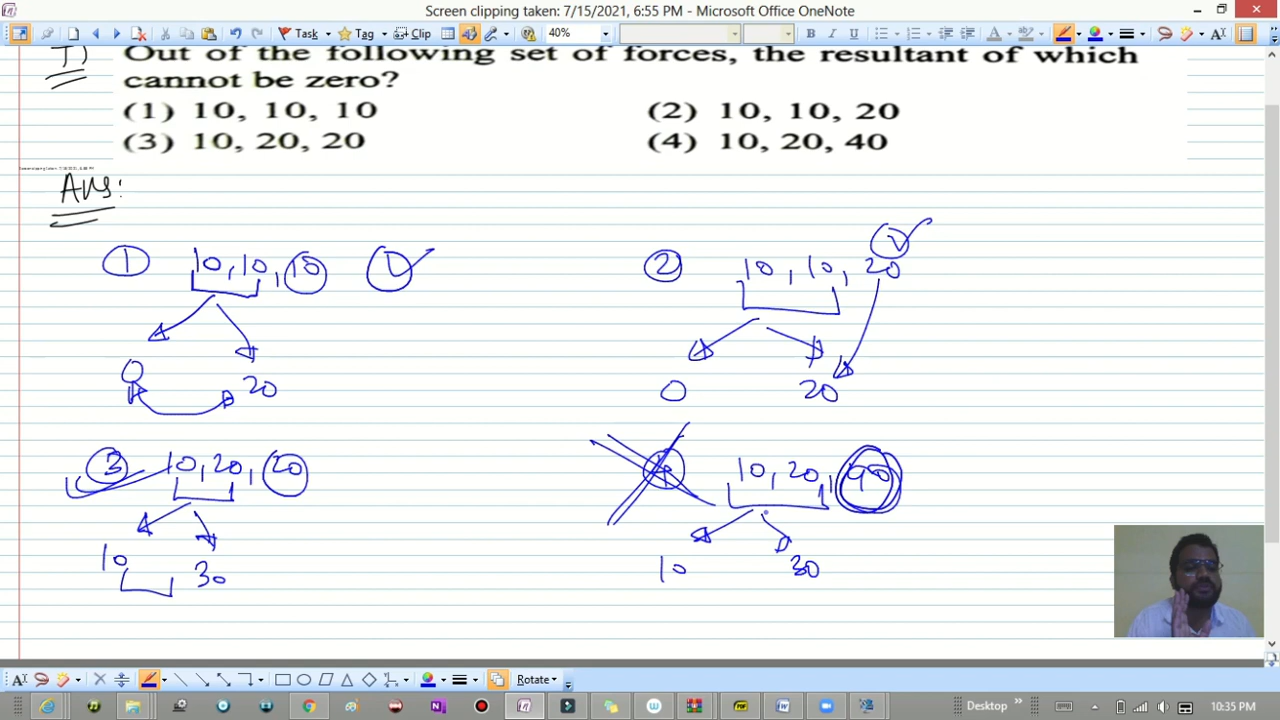 Screen clipping taken: 7/15/2021, 6:55 PM - Microsoft Office OneNote
Task Tag Clip 40%
Out of the following set of forces, the resultant of which
cannot be zero?
(1) 10, 10, 10 (2) 10, 10, 20
(3) 10, 20, 20 (4) 10, 20, 40
Ans:
1 10, 10, 10 2 10, 10, 20
0 20 0 20
3 10, 20, 20 4 10, 20, 40
10 30 10 30
Rotate
Desktop 10:35 PM